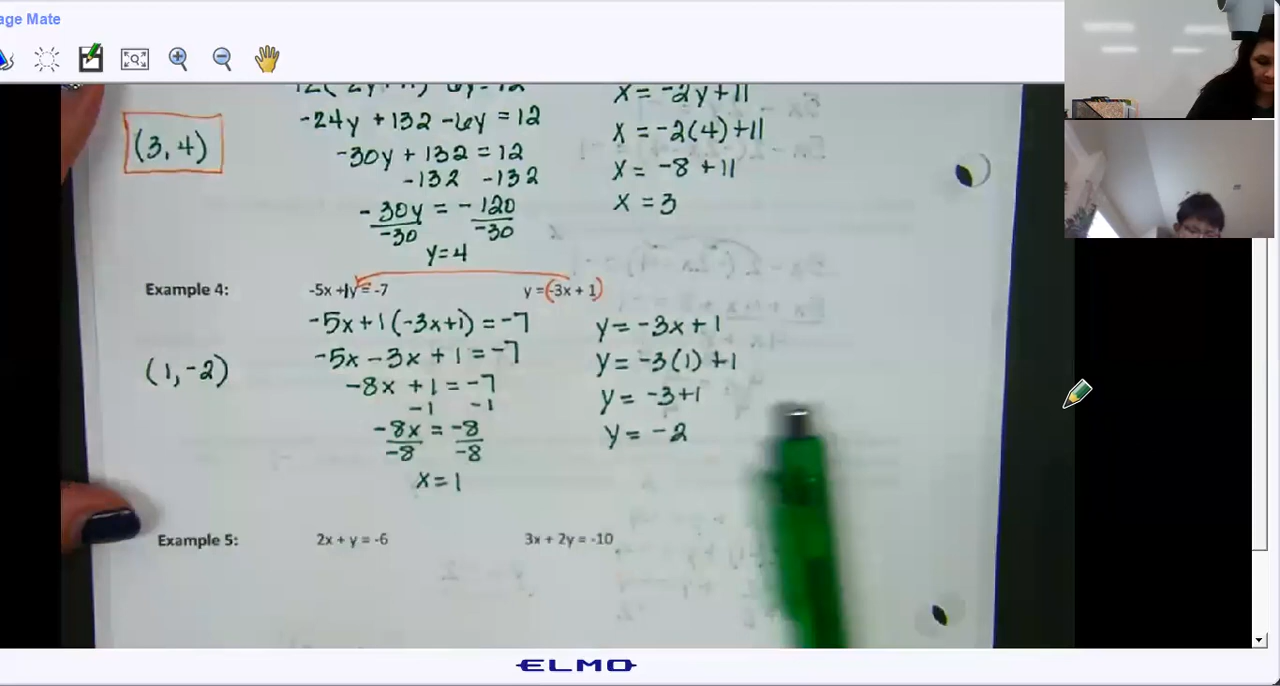 age Mate
x = -2y+11
-24y + 132 - 6y = 12
x = -2(4)+11
(3,4)
-30y + 132 = 12
x = -8 + 11
-132 -132
x = 3
-30y = -120
-30 -30
y = 4
Example 4: -5x + 1y = -7 y = (-3x + 1)
-5x+1(-3x+1) = -7
y = -3x + 1
-5x - 3x + 1 = -7
y = -3(1) + 1
(1,-2)
-8x + 1 = -7
y = -3+1
-1 -1
-8x = -8
y = -2
-8 -8
x = 1
Example 5: 2x + y = -6 3x + 2y = -10
ELMO